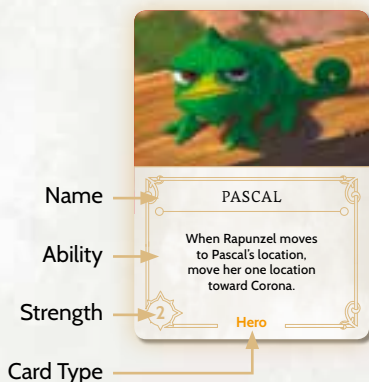 Name
PASCAL
Ability
When Rapunzel moves
to Pascal's location,
move her one location
toward Corona.
Strength
2
Hero
Card Type